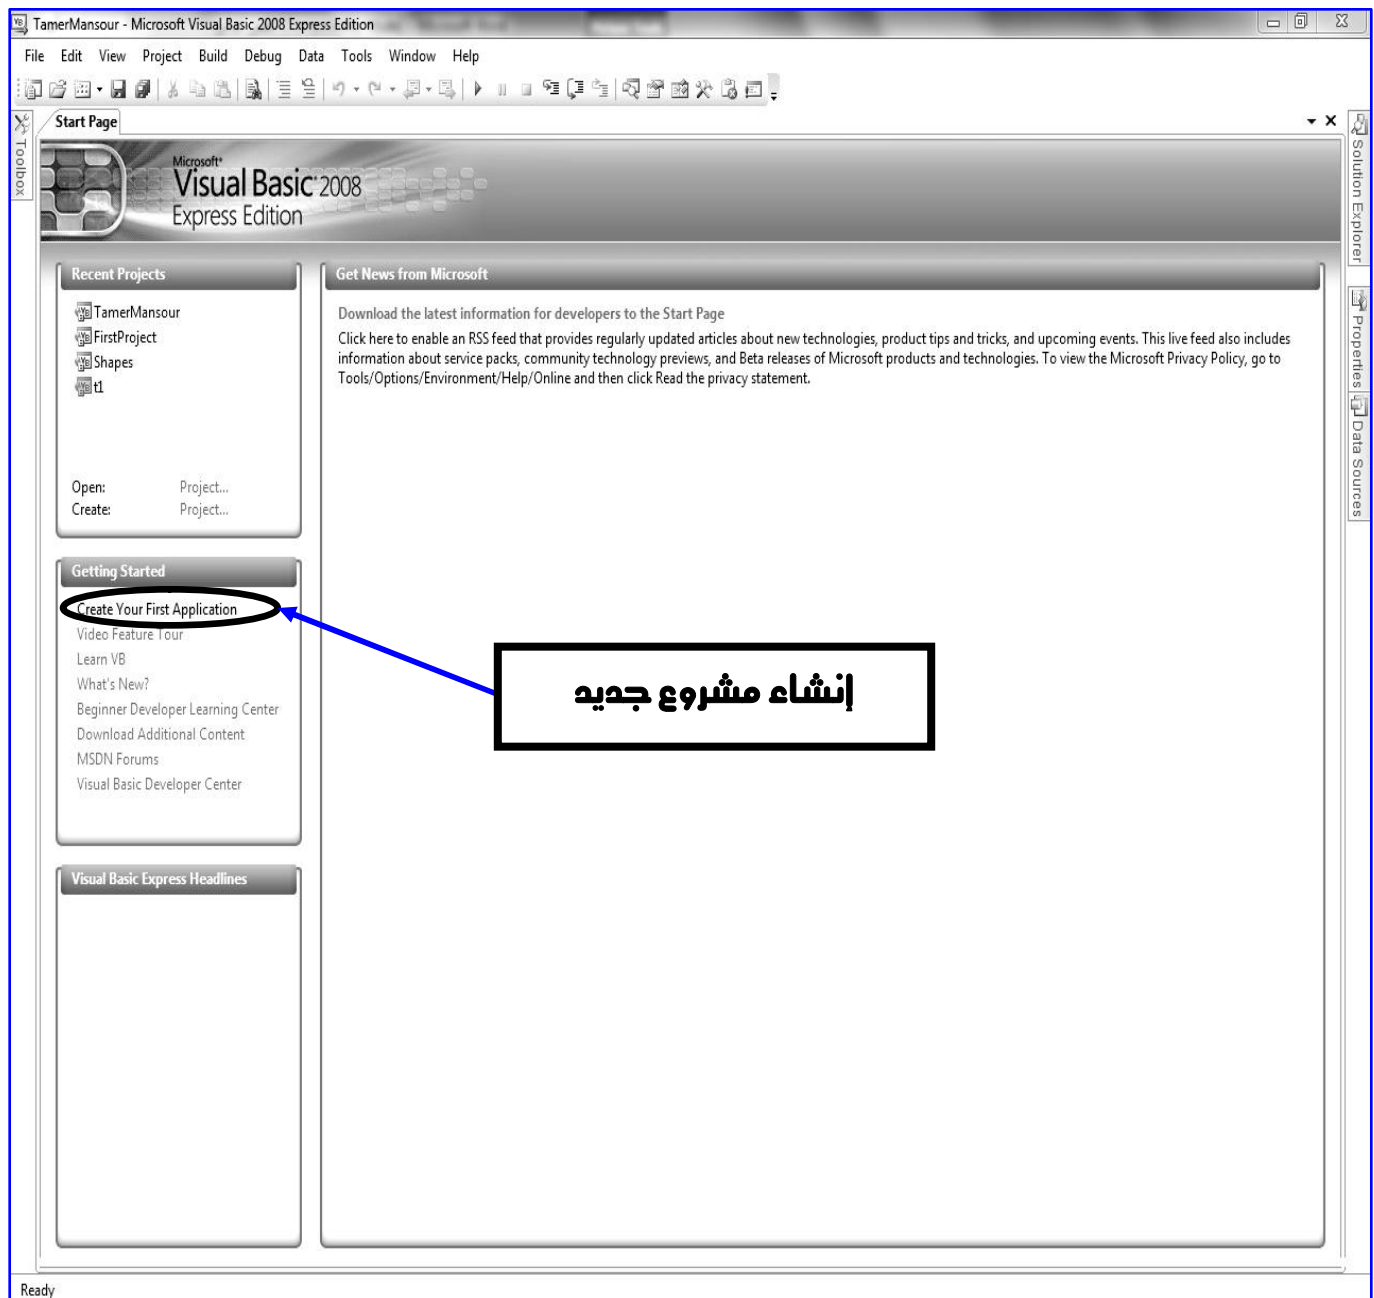 TamerMansour - Microsoft Visual Basic 2008 Express Edition
File Edit View Project Build Debug Data Tools Window Help
Start Page
Toolbox
Solution Explorer
Properties
Data Sources
Microsoft
Visual Basic 2008
Express Edition
Recent Projects
TamerMansour
FirstProject
Shapes
t1
Open: Project...
Create: Project...
Get News from Microsoft
Download the latest information for developers to the Start Page
Click here to enable an RSS feed that provides regularly updated articles about new technologies, product tips and tricks, and upcoming events. This live feed also includes
information about service packs, community technology previews, and Beta releases of Microsoft products and technologies. To view the Microsoft Privacy Policy, go to
Tools/Options/Environment/Help/Online and then click Read the privacy statement.
Getting Started
Create Your First Application
Video Feature Tour
Learn VB
What's New?
Beginner Developer Learning Center
Download Additional Content
MSDN Forums
Visual Basic Developer Center
إنشاء مشروع جديد
Visual Basic Express Headlines
Ready